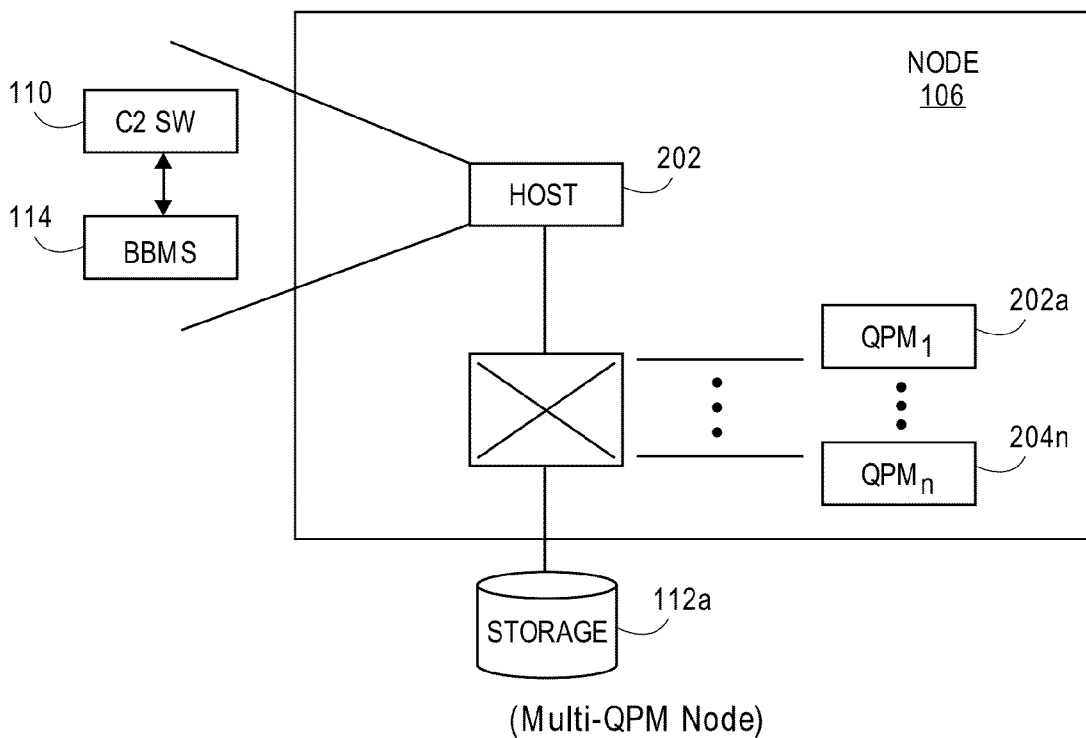 NODE
106
110
C2 SW
114
BBMS
202
HOST
202a
QPM1
204n
QPMn
112a
STORAGE
(Multi-QPM Node)